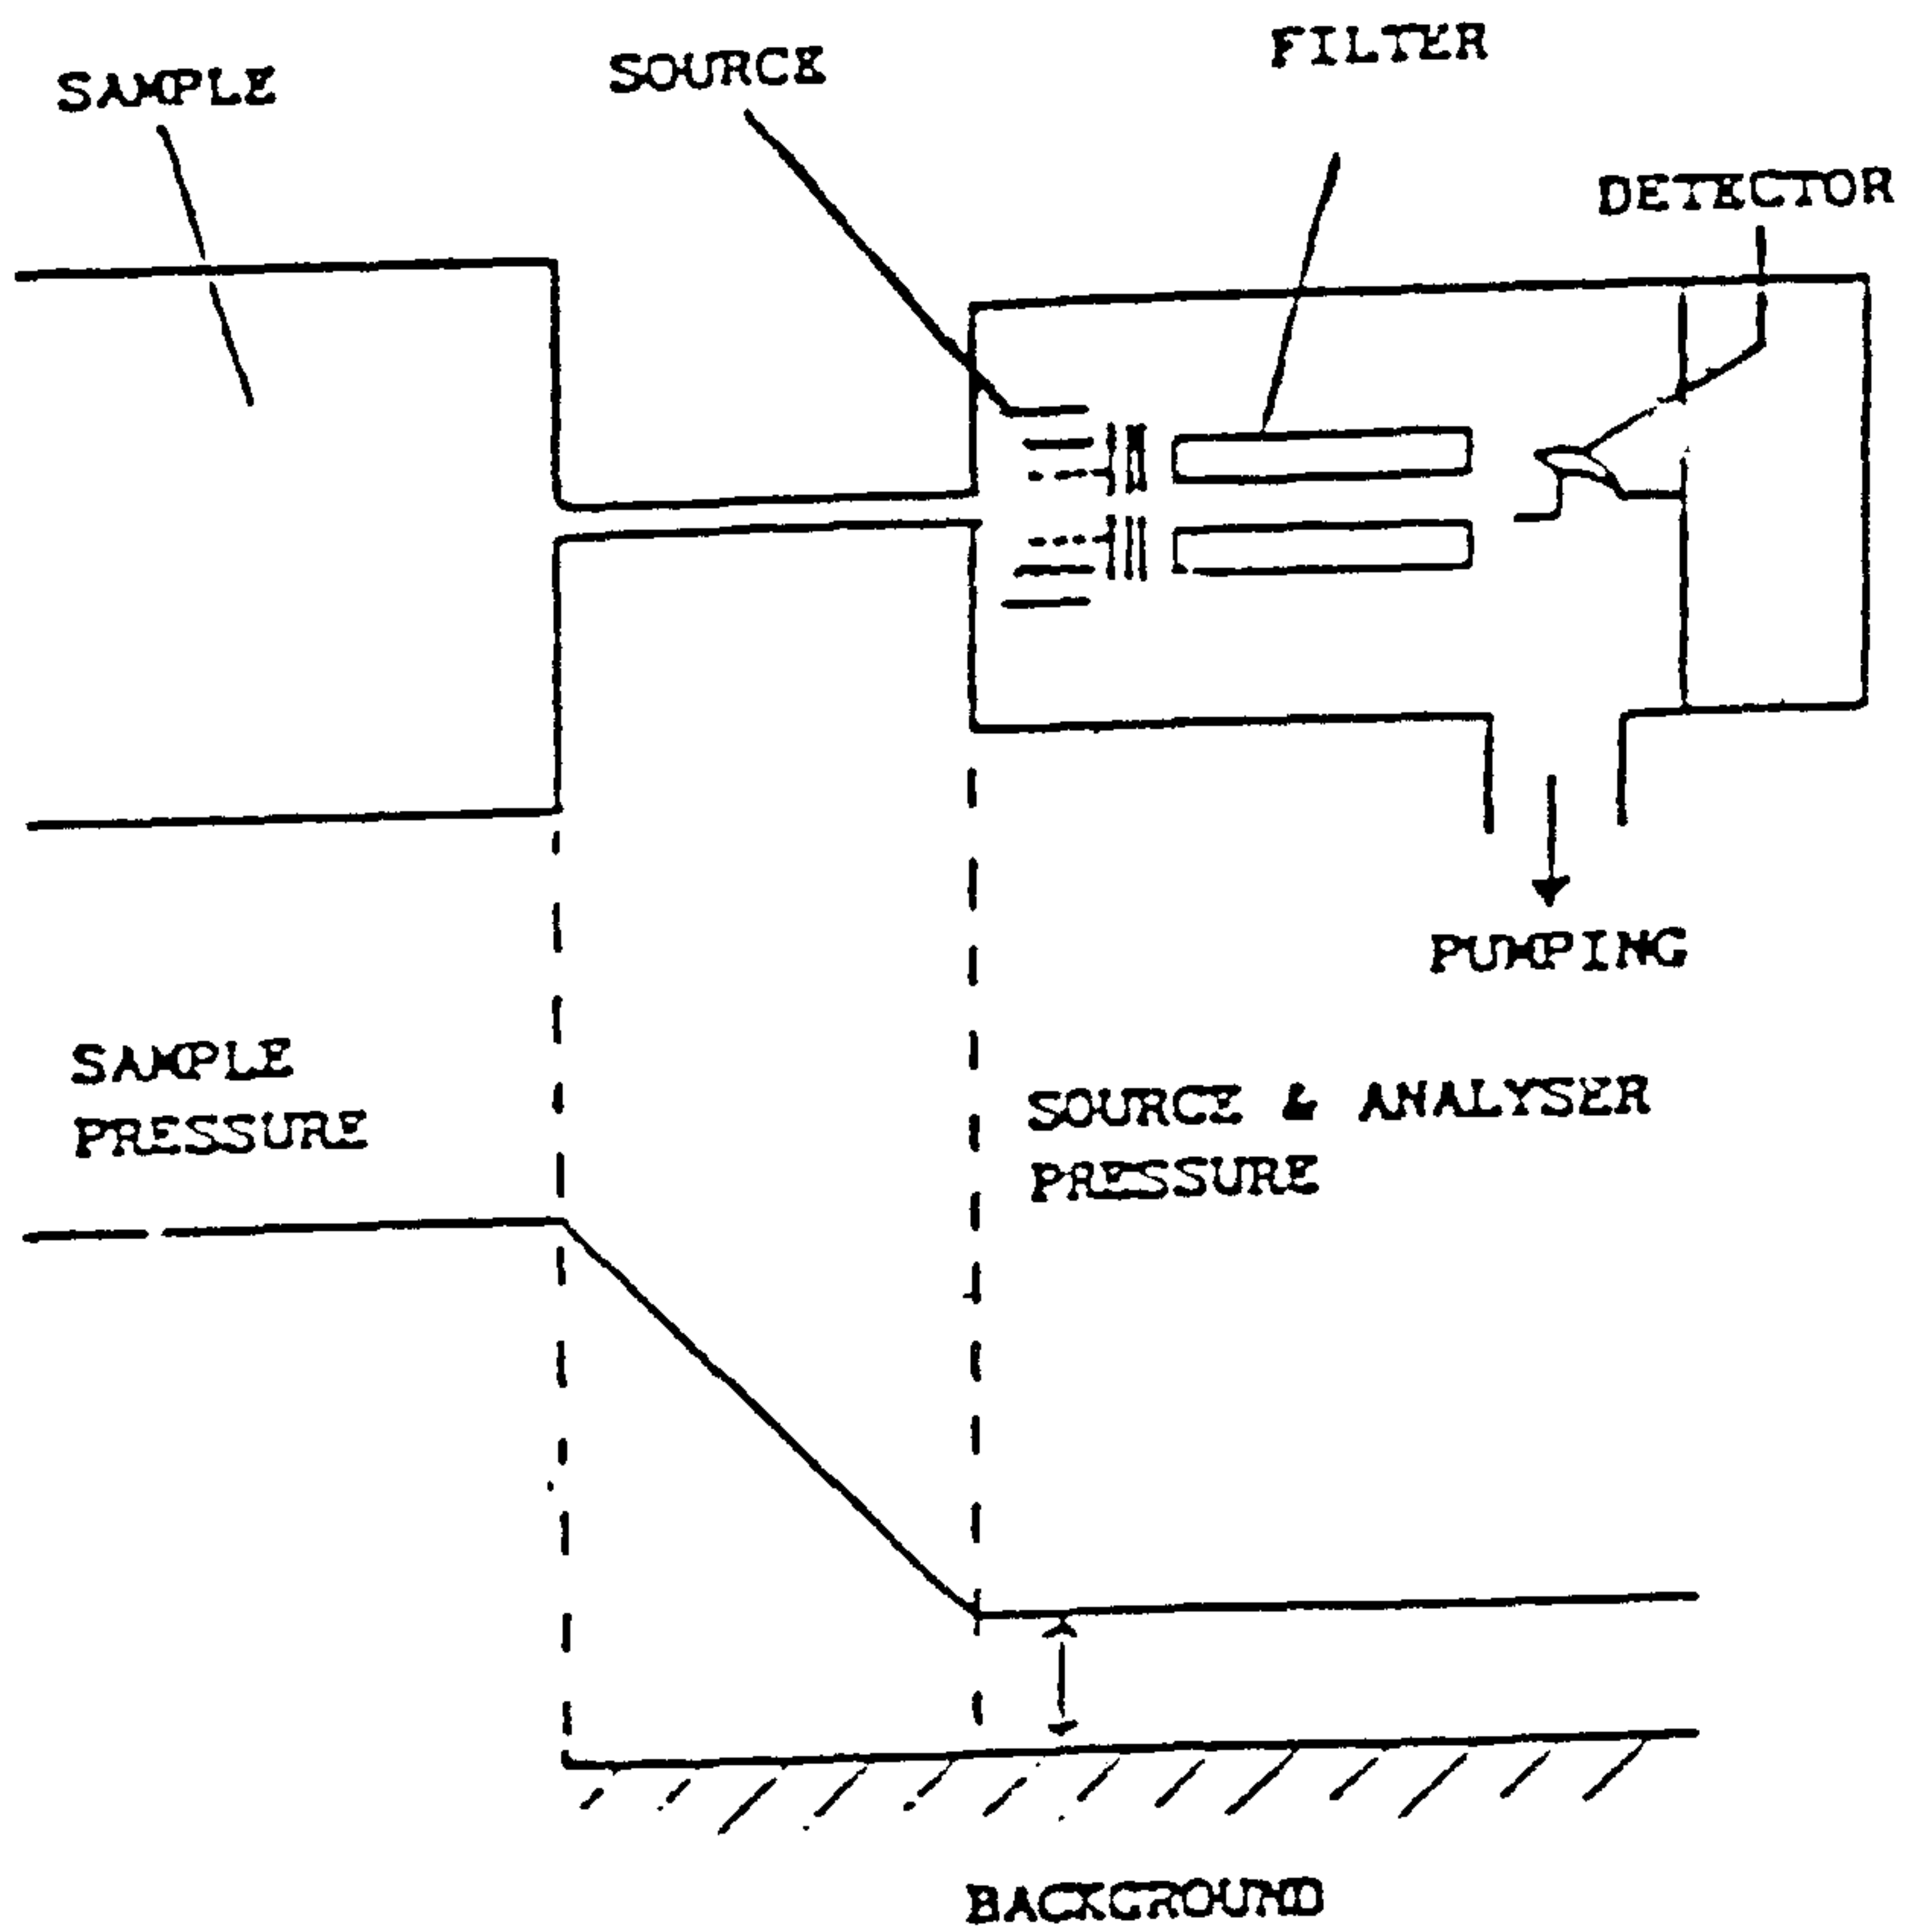 SAMPLE
SOURCE
FILTER
DETECTOR
PUMPING
SAMPLE
PRESSURE
SOURCE & ANALYSER
PRESSURE
BACKGROUND